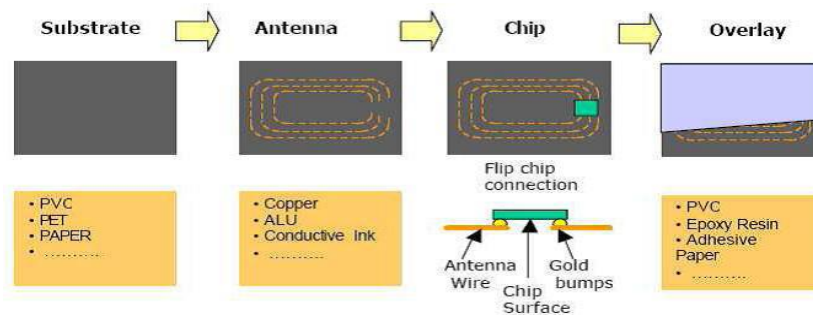 Substrate
Antenna
Chip
Overlay
• PVC
• PET
• PAPER
• ..........
• Copper
• ALU
• Conductive Ink
• ..........
Flip chip
connection
Antenna
Wire
Chip
Surface
Gold
bumps
• PVC
• Epoxy Resin
• Adhesive
Paper
• ..........